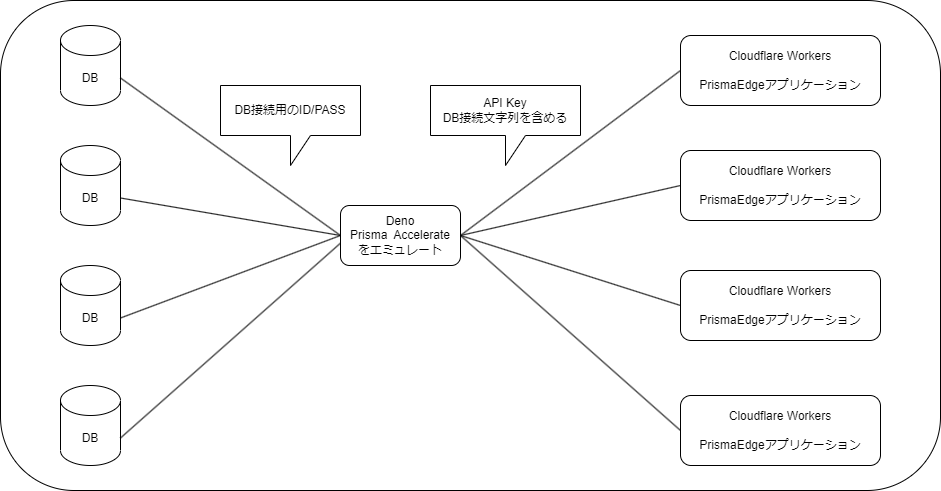 DB
DB
DB
DB
DB接続用のID/PASS
API Key
DB接続文字列を含める
Deno
Prisma Accelerate
をエミュレート
Cloudflare Workers
PrismaEdgeアプリケーション
Cloudflare Workers
PrismaEdgeアプリケーション
Cloudflare Workers
PrismaEdgeアプリケーション
Cloudflare Workers
PrismaEdgeアプリケーション